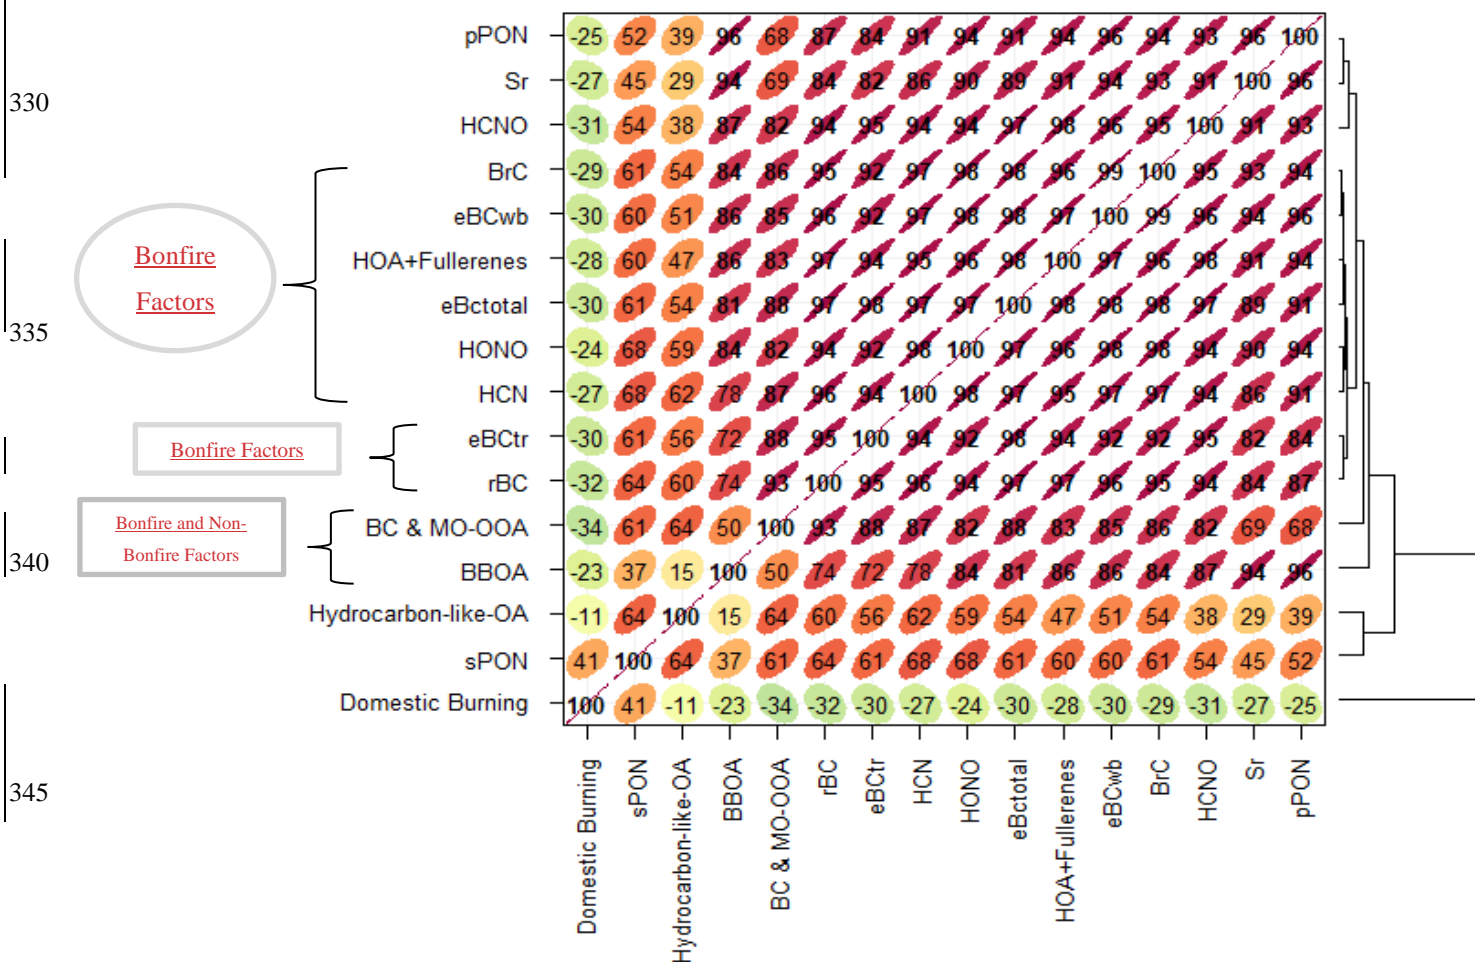 pPON -25 52 39 96 68 87 84 91 94 91 94 96 94 93 96 100
Sr -27 45 29 94 69 84 82 86 90 89 91 94 93 91 100 96
330
HCNO -31 54 38 87 82 94 95 94 94 97 98 96 95 100 91 93
BrC -29 61 54 84 86 95 92 97 98 98 96 99 100 95 93 94
eBCwb -30 60 51 86 85 96 92 97 98 98 97 100 99 96 94 96
Bonfire
Factors
HOA+Fullerenes -28 60 47 86 83 97 94 95 96 98 100 97 96 98 91 94
eBctotal -30 61 54 81 88 97 98 97 97 100 98 98 98 97 89 91
335
HONO -24 68 59 84 82 94 92 98 100 97 96 98 98 94 90 94
HCN -27 68 62 78 87 96 94 100 98 97 95 97 97 94 86 91
Bonfire Factors
eBCtr -30 61 56 72 88 95 100 94 92 98 94 92 92 95 82 84
rBC -32 64 60 74 93 100 95 96 94 97 97 96 95 94 84 87
Bonfire and Non-
Bonfire Factors
BC & MO-OOA -34 61 64 50 100 93 88 87 82 88 83 85 86 82 69 68
340
BBOA -23 37 15 100 50 74 72 78 84 81 86 86 84 87 94 96
Hydrocarbon-like-OA -11 64 100 15 64 60 56 62 59 54 47 51 54 38 29 39
sPON 41 100 64 37 61 64 61 68 68 61 60 60 61 54 45 52
Domestic Burning 100 41 -11 -23 -34 -32 -30 -27 -24 -30 -28 -30 -29 -31 -27 -25
345
Domestic Burning
sPON
Hydrocarbon-like-OA
BBOA
BC & MO-OOA
rBC
eBCtr
HCN
HONO
eBctotal
HOA+Fullerenes
eBCwb
BrC
HCNO
Sr
pPON